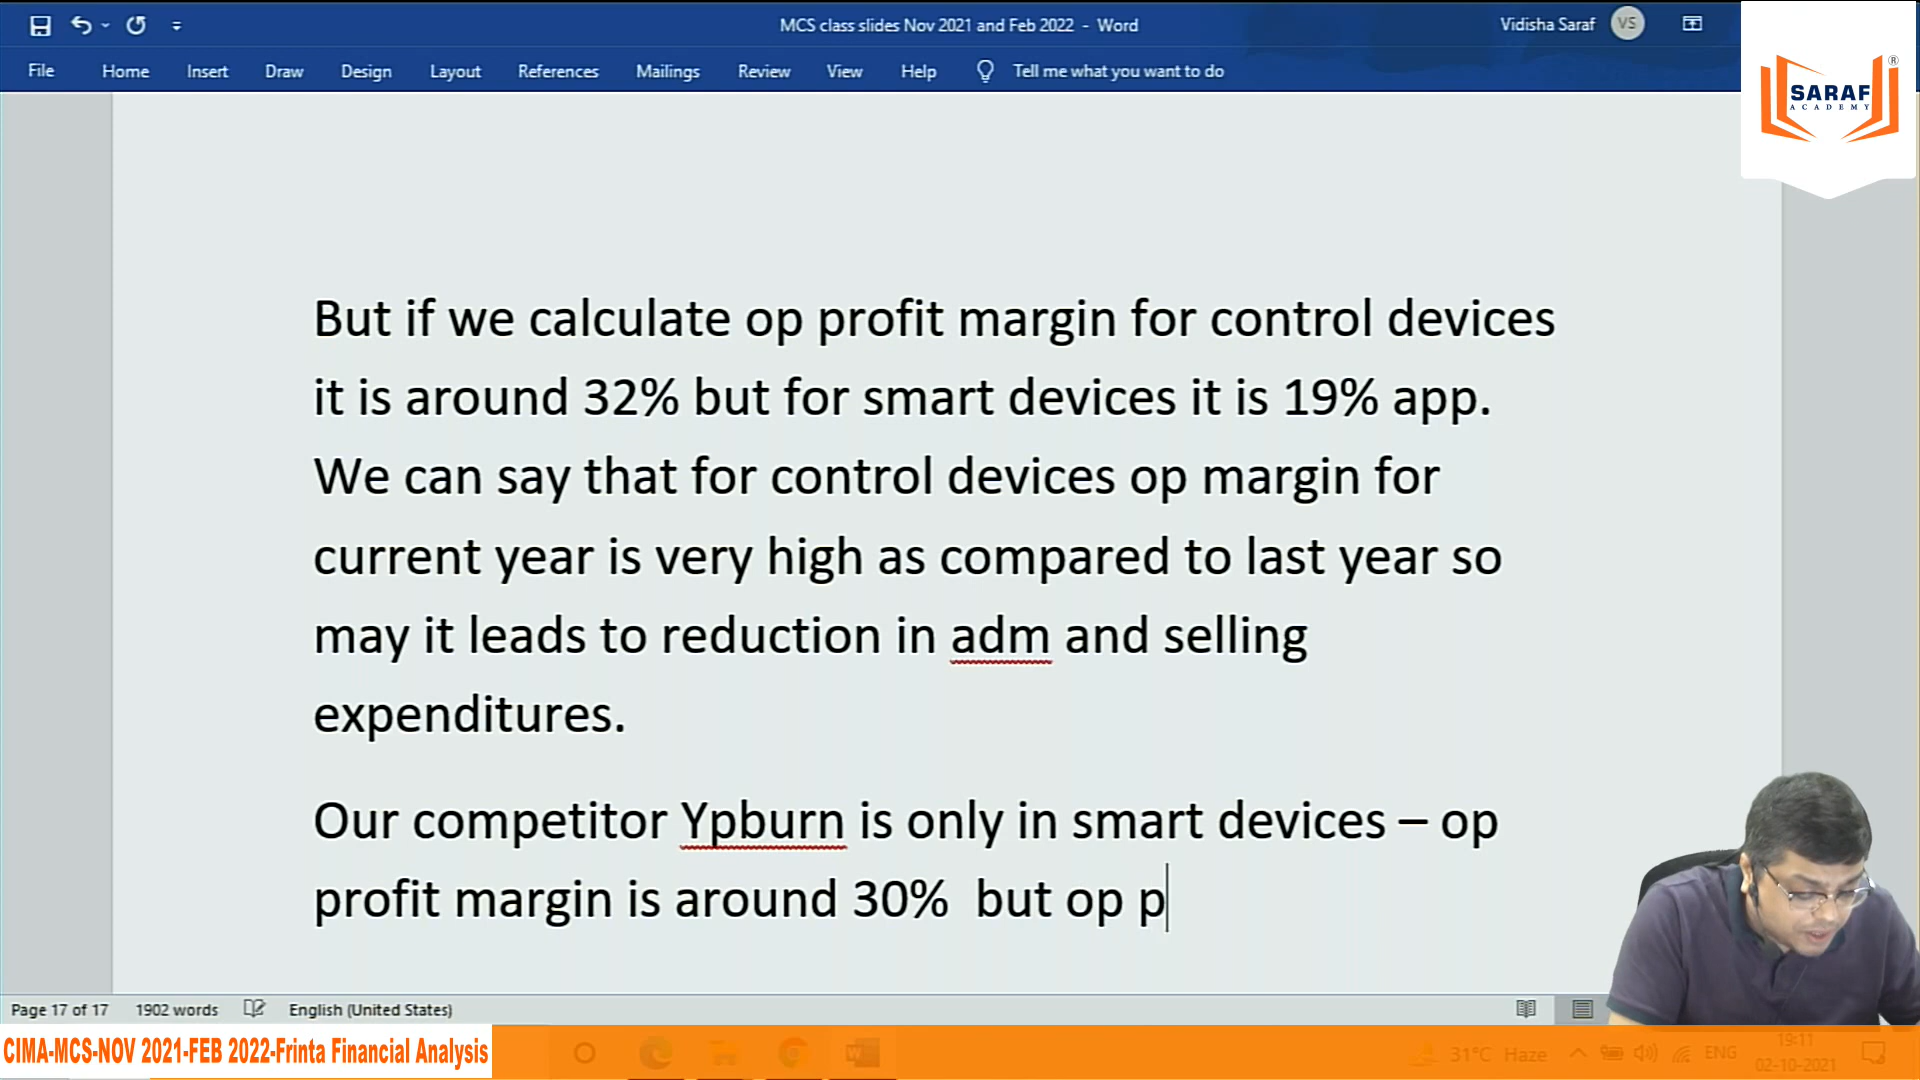 MCS class slides Nov 2021 and Feb 2022 - Word
Vidisha Saraf
VS
File
Home
Insert
Draw
Design
Layout
References
Mailings
Review
View
Help
Tell me what you want to do
SARAF
ACADEMY
®
But if we calculate op profit margin for control devices
it is around 32% but for smart devices it is 19% app.
We can say that for control devices op margin for
current year is very high as compared to last year so
may it leads to reduction in adm and selling
expenditures.
Our competitor Ypburn is only in smart devices – op
profit margin is around 30%  but op p
Page 17 of 17
1902 words
English (United States)
CIMA-MCS-NOV 2021-FEB 2022-Frinta Financial Analysis
31°C Haze
ENG
19:11
02-10-2021